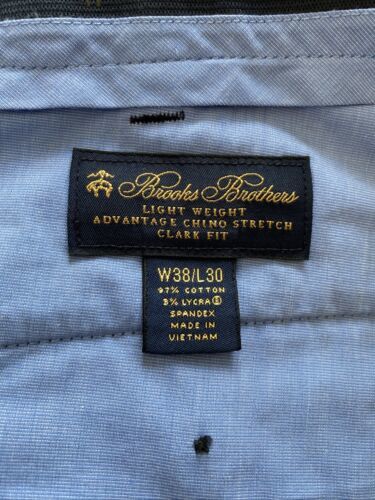 Brooks Brothers
LIGHT WEIGHT
ADVANTAGE CHINO STRETCH
CLARK FIT
W38/L30
97% COTTON
3% LYCRA®
SPANDEX
MADE IN
VIETNAM